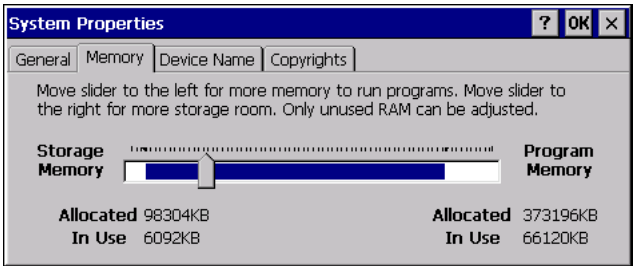 System Properties ? OK ×
General Memory Device Name Copyrights
Move slider to the left for more memory to run programs. Move slider to
the right for more storage room. Only unused RAM can be adjusted.
Storage Memory
Program Memory
Allocated 98304KB Allocated 373196KB
In Use 6092KB In Use 66120KB